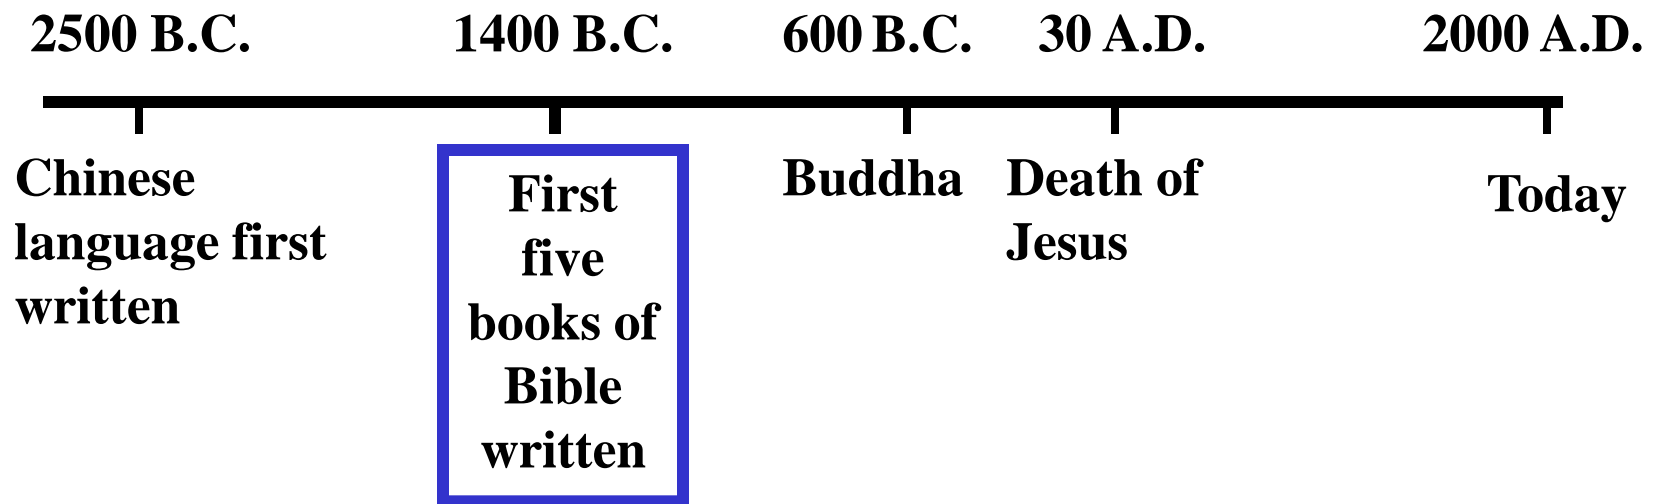 2500 B.C. 1400 B.C. 600 B.C. 30 A.D. 2000 A.D.
Chinese
language first
written
First
five
books of
Bible
written
Buddha
Death of
Jesus
Today